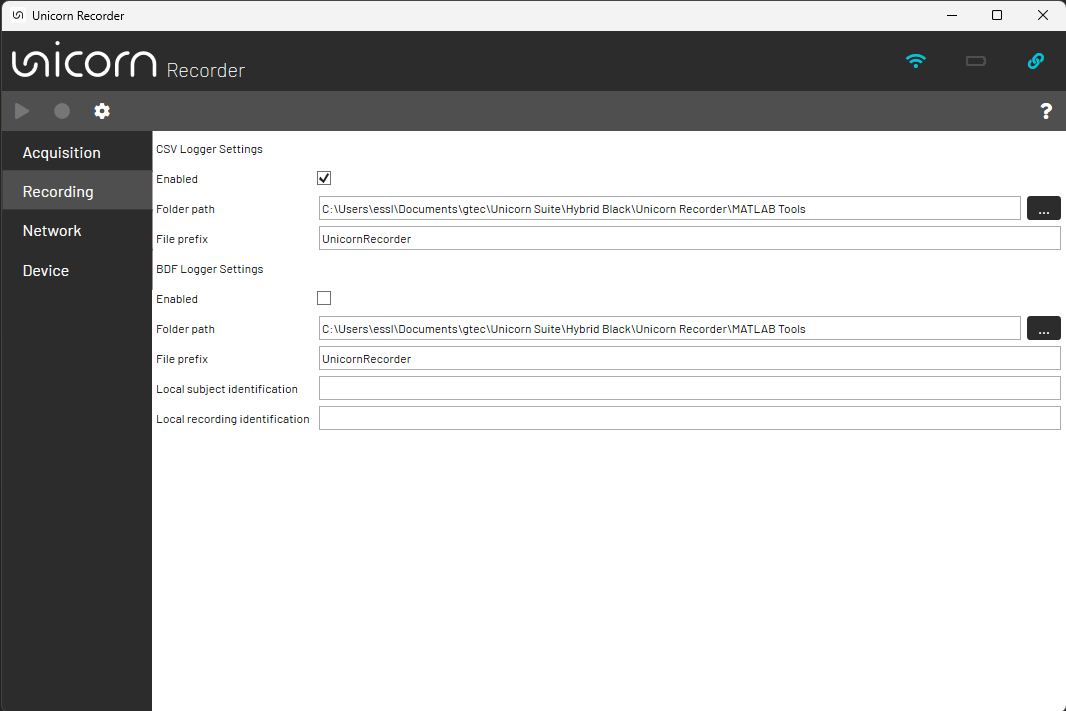 Unicorn Recorder
unicorn Recorder
?
Acquisition
Recording
Network
Device
CSV Logger Settings
Enabled
Folder path C:\Users\essl\Documents\gtec\Unicorn Suite\Hybrid Black\Unicorn Recorder\MATLAB Tools ...
File prefix UnicornRecorder
BDF Logger Settings
Enabled
Folder path C:\Users\essl\Documents\gtec\Unicorn Suite\Hybrid Black\Unicorn Recorder\MATLAB Tools ...
File prefix UnicornRecorder
Local subject identification
Local recording identification